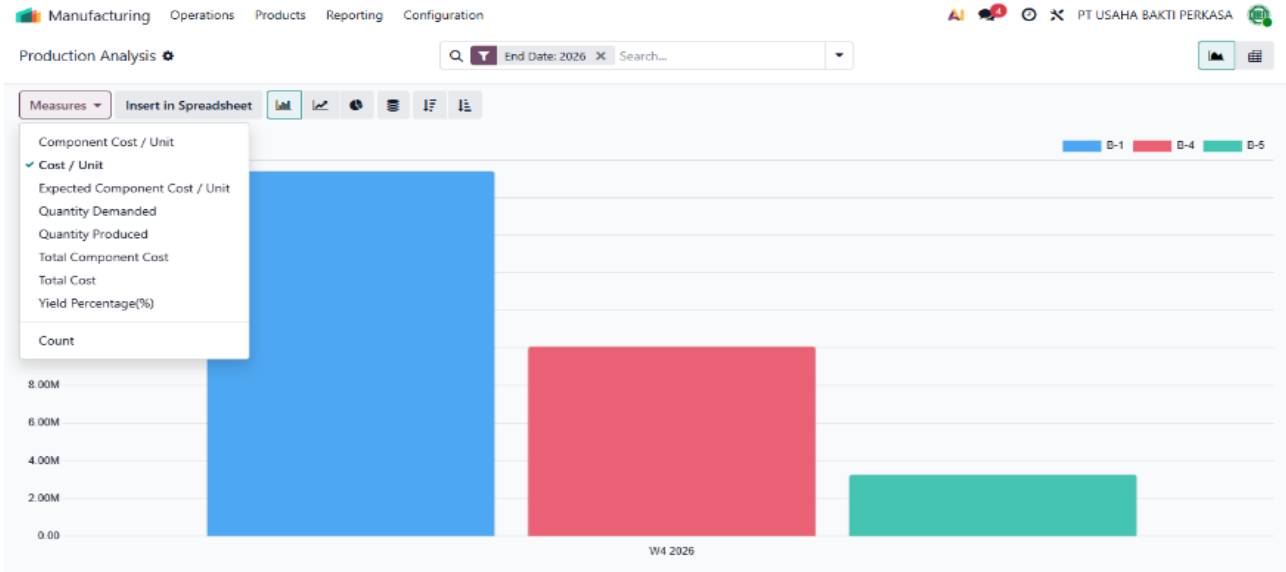 Manufacturing Operations Products Reporting Configuration AI 4 PT USAHA BAKTI PERKASA
Production Analysis End Date: 2026 × Search...
Measures Insert in Spreadsheet
Component Cost / Unit
Cost / Unit
Expected Component Cost / Unit
Quantity Demanded
Quantity Produced
Total Component Cost
Total Cost
Yield Percentage(%)
Count
B-1 B-4 B-5
8.00M
6.00M
4.00M
2.00M
0.00
W4 2026